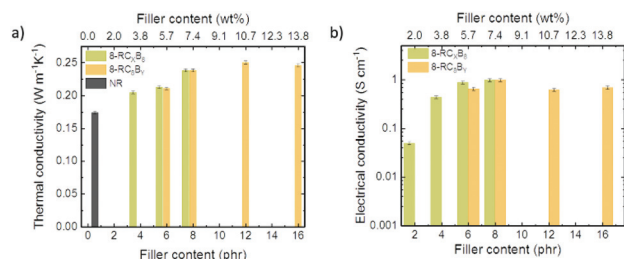 Filler content (wt%)
0.0 2.0 3.8 5.7 7.4 9.1 10.7 12.3 13.8
a)
8-RCₓB₈
8-RC₈Bᵧ
NR
Thermal conductivity (W m⁻¹K⁻¹)
0.25
0.20
0.15
0.10
0.05
0.00
0 2 4 6 8 10 12 14 16
Filler content (phr)
Filler content (wt%)
2.0 3.8 5.7 7.4 9.1 10.7 12.3 13.8
b)
8-RCₓB₈
8-RC₈Bᵧ
Electrical conductivity (S cm⁻¹)
1
0.1
0.01
0.001
2 4 6 8 10 12 14 16
Filler content (phr)